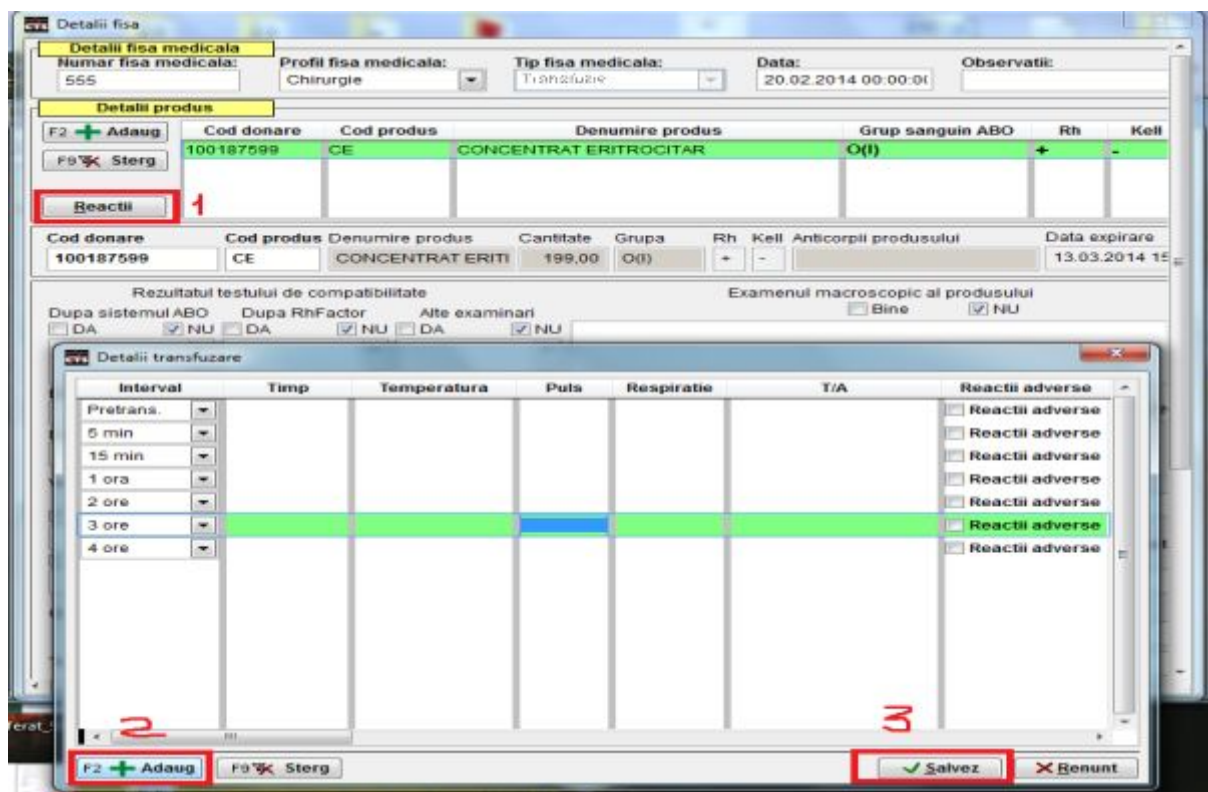 Detalii fisa
Detalii fisa medicala
Numar fisa medicala: Profil fisa medicala: Tip fisa medicala: Data: Observatii:
555 Chirurgie Transfuzie 20.02.2014 00:00:0(
Detalii produs
F2 Adaug Cod donare Cod produs Denumire produs Grup sanguin ABO Rh Kell
100187599 CE CONCENTRAT ERITROCITAR O(I) + -
F9 Sterg
Reactii 1
Cod donare Cod produs Denumire produs Cantitate Grupa Rh Kell Anticorpii produsului Data expirare
100187599 CE CONCENTRAT ERITI 199,00 O(I) + - 13.03.2014 15
Rezultatul testului de compatibilitate Examenul macroscopic al produsului
Dupa sistemul ABO Dupa RhFactor Alte examinari Bine NU
DA NU DA NU DA NU
Detalii transfuzare
Interval Timp Temperatura Puls Respiratie T/A Reactii adverse
Pretrans. Reactii adverse
5 min Reactii adverse
15 min Reactii adverse
1 ora Reactii adverse
2 ore Reactii adverse
3 ore Reactii adverse
4 ore Reactii adverse
2 3
F2 Adaug F9 Sterg Salvez Renunt